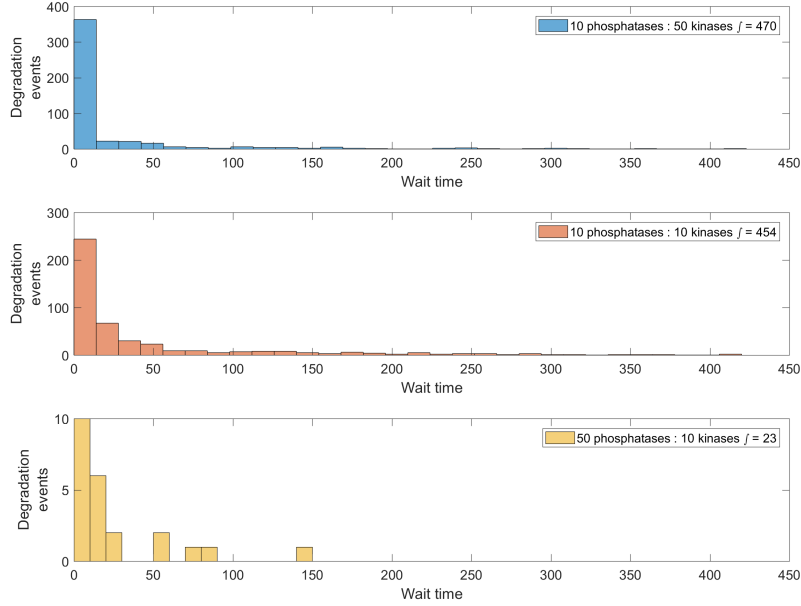 400
300
200
100
0
Degradation
events
10 phosphatases : 50 kinases ∫ = 470
0 50 100 150 200 250 300 350 400 450
Wait time
300
200
100
0
Degradation
events
10 phosphatases : 10 kinases ∫ = 454
0 50 100 150 200 250 300 350 400 450
Wait time
10
5
0
Degradation
events
50 phosphatases : 10 kinases ∫ = 23
0 50 100 150 200 250 300 350 400 450
Wait time